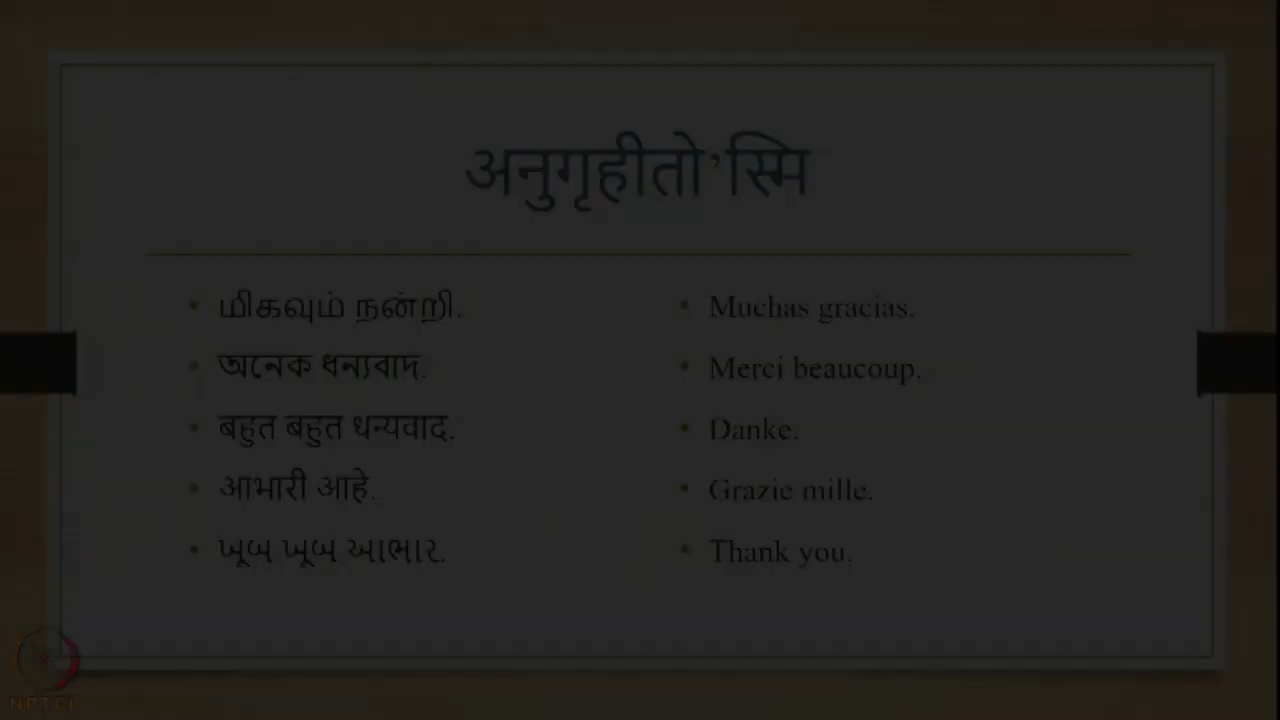 अनुगृहीतो’स्मि
மிகவும் நன்றி.
অনেক ধন্যবাদ.
बहुत बहुत धन्यवाद.
आभारी आहे.
ખૂબ ખૂબ આભાર.
Muchas gracias.
Merci beaucoup.
Danke.
Grazie mille.
Thank you.
NPTEL